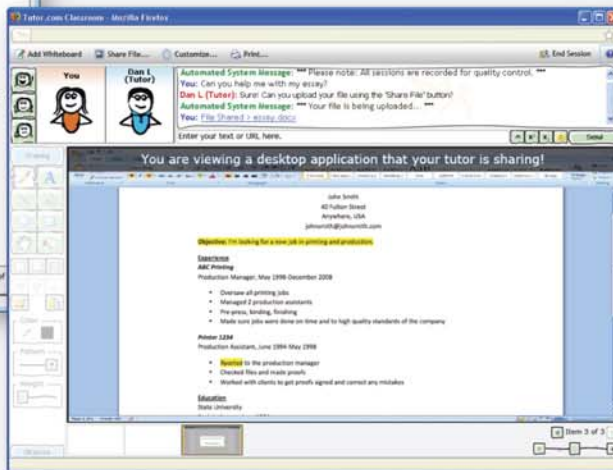 Tutor.com Classroom - Mozilla Firefox
Add Whiteboard Share File... Customize... Print... End Session
You
Dan L (Tutor)
Automated System Message: *** Please note: All sessions are recorded for quality control. ***
You: Can you help me with my essay?
Dan L (Tutor): Sure! Can you upload your file using the 'Share File' button?
Automated System Message: *** Your file is being uploaded... ***
You: File Shared > essay.docx
Enter your text or URL here.
Send
Drawing
You are viewing a desktop application that your tutor is sharing!
John Smith
40 Fulton Street
Anywhere, USA
johnsmith@johnsmith.com
Objective: I'm looking for a new job in printing and production.
Experience
ABC Printing
Production Manager, May 1998-December 2008
• Oversaw all printing jobs
• Managed 2 production assistants
• Pre-press, binding, finishing
• Made sure jobs were done on time and to high quality standards of the company
Printer 1234
Production Assistant, June 1994-May 1998
• Reported to the production manager
• Checked files and made proofs
• Worked with clients to get proofs signed and correct any mistakes
Education
State University
Color
Pattern
Weight
Item 3 of 3